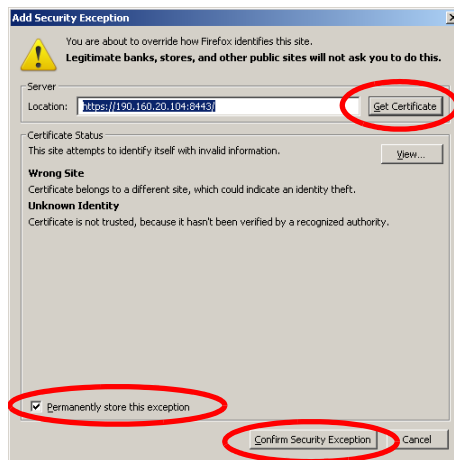 Add Security Exception
You are about to override how Firefox identifies this site.
Legitimate banks, stores, and other public sites will not ask you to do this.
Server
Location: https://190.160.20.104:8443/ Get Certificate
Certificate Status
This site attempts to identify itself with invalid information. View...
Wrong Site
Certificate belongs to a different site, which could indicate an identity theft.
Unknown Identity
Certificate is not trusted, because it hasn't been verified by a recognized authority.
Permanently store this exception
Confirm Security Exception Cancel